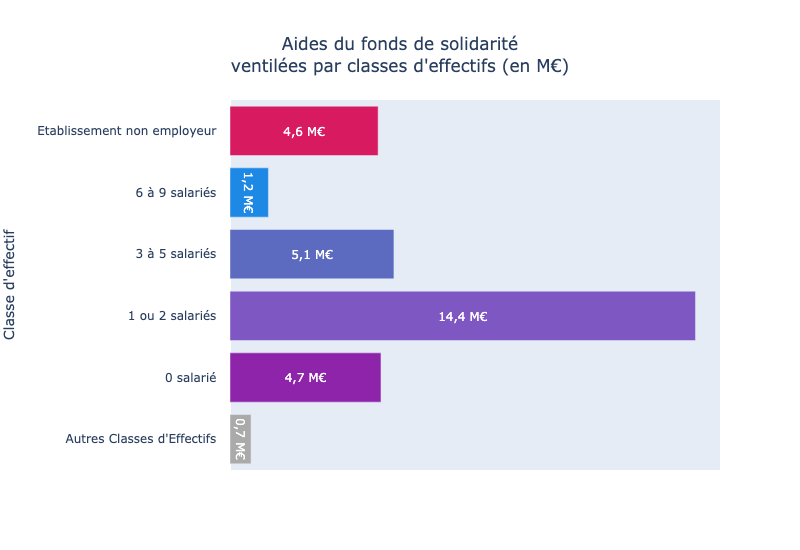 Aides du fonds de solidarité
ventilées par classes d'effectifs (en M€)
Classe d'effectif
Etablissement non employeur
4,6 M€
6 à 9 salariés
1,2 M€
3 à 5 salariés
5,1 M€
1 ou 2 salariés
14,4 M€
0 salarié
4,7 M€
Autres Classes d'Effectifs
0,7 M€